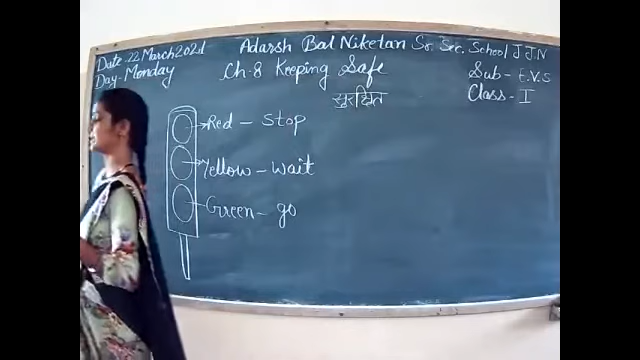 Date. 22 March 2021 Adarsh Bal Niketan Sr. Sec. School JJN
Day- Monday Ch-8 Keeping Safe Sub- E.V.S
सुरक्षित Class- I
Red - Stop
Yellow - wait
Green - go